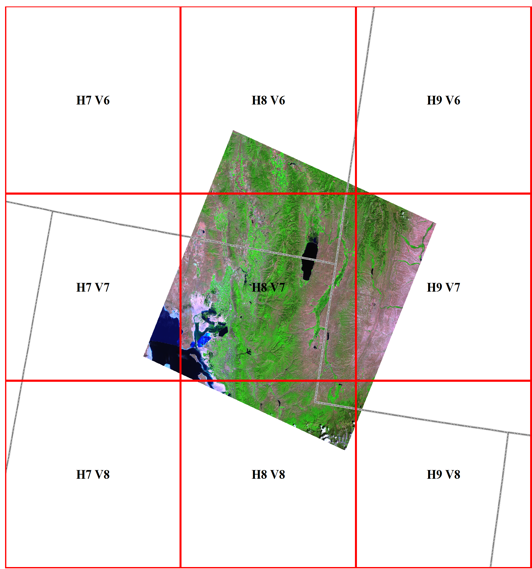 H7 V6
H8 V6
H9 V6
H7 V7
H8 V7
H9 V7
H7 V8
H8 V8
H9 V8